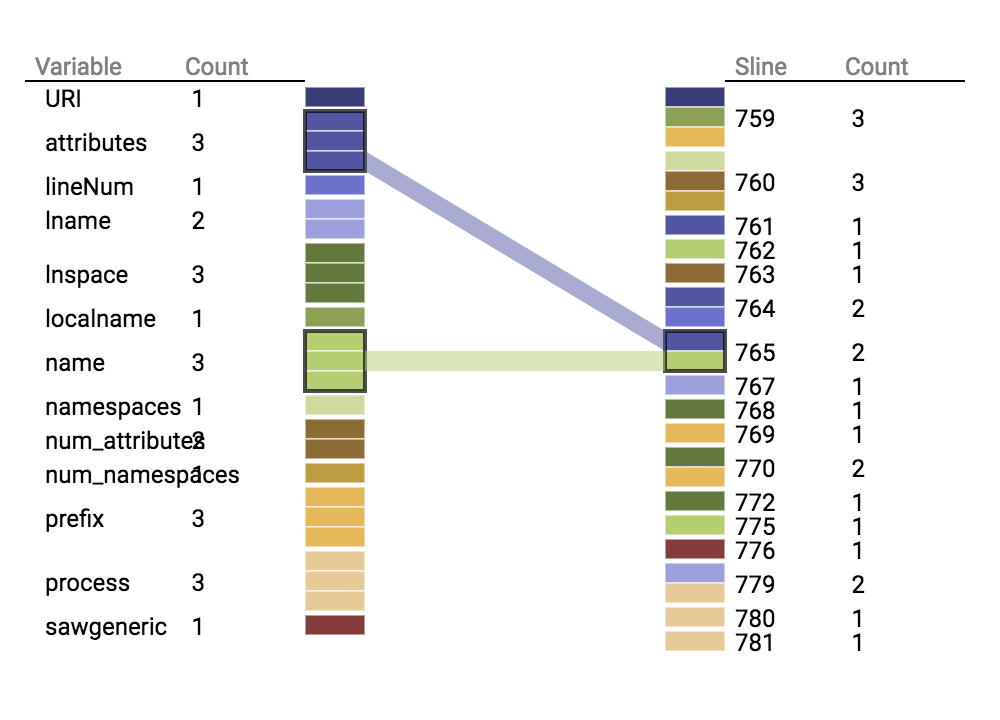 Variable Count
URI 1
attributes 3
lineNum 1
lname 2
lnspace 3
localname 1
name 3
namespaces 1
num_attributes 2
num_namespaces 1
prefix 3
process 3
sawgeneric 1
Sline Count
759 3
760 3
761 1
762 1
763 1
764 2
765 2
767 1
768 1
769 1
770 2
772 1
775 1
776 1
779 2
780 1
781 1